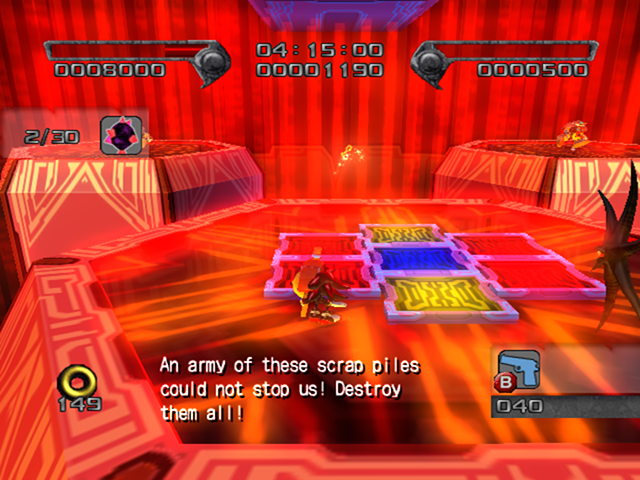 04:15:00
0008000
00001190
0000500
2/30
An army of these scrap piles
could not stop us! Destroy
them all!
149
B
040